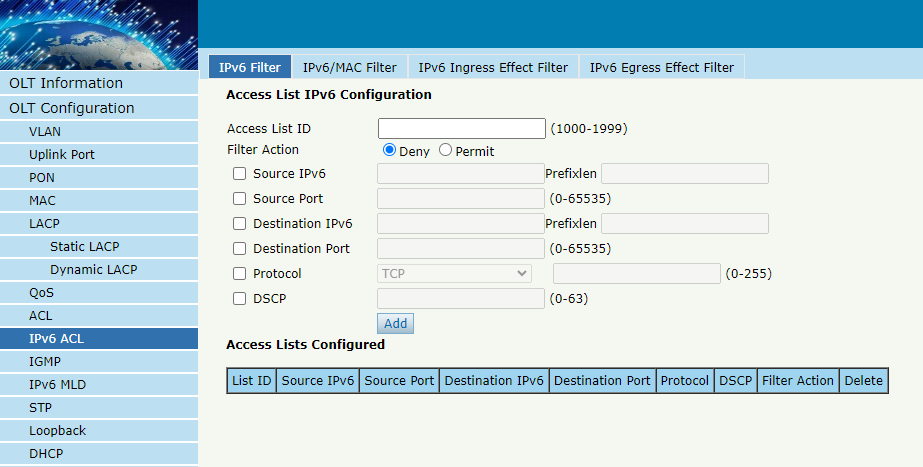 IPv6 Filter IPv6/MAC Filter IPv6 Ingress Effect Filter IPv6 Egress Effect Filter
OLT Information
OLT Configuration
VLAN
Uplink Port
PON
MAC
LACP
Static LACP
Dynamic LACP
QoS
ACL
IPv6 ACL
IGMP
IPv6 MLD
STP
Loopback
DHCP
Access List IPv6 Configuration
Access List ID (1000-1999)
Filter Action Deny Permit
Source IPv6 Prefixlen
Source Port (0-65535)
Destination IPv6 Prefixlen
Destination Port (0-65535)
Protocol TCP (0-255)
DSCP (0-63)
Add
Access Lists Configured
List ID Source IPv6 Source Port Destination IPv6 Destination Port Protocol DSCP Filter Action Delete